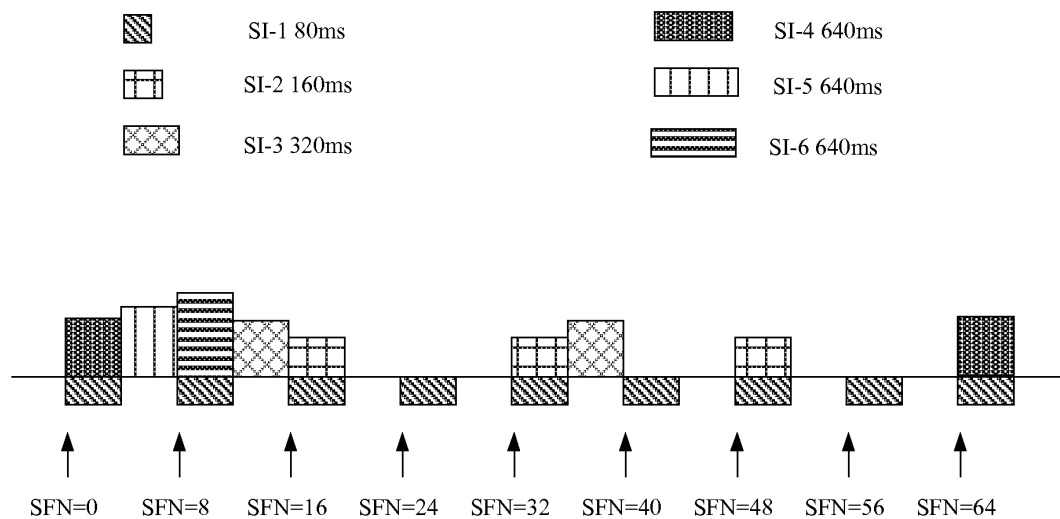 SI-1 80ms
SI-4 640ms
SI-2 160ms
SI-5 640ms
SI-3 320ms
SI-6 640ms
SFN=0 SFN=8 SFN=16 SFN=24 SFN=32 SFN=40 SFN=48 SFN=56 SFN=64